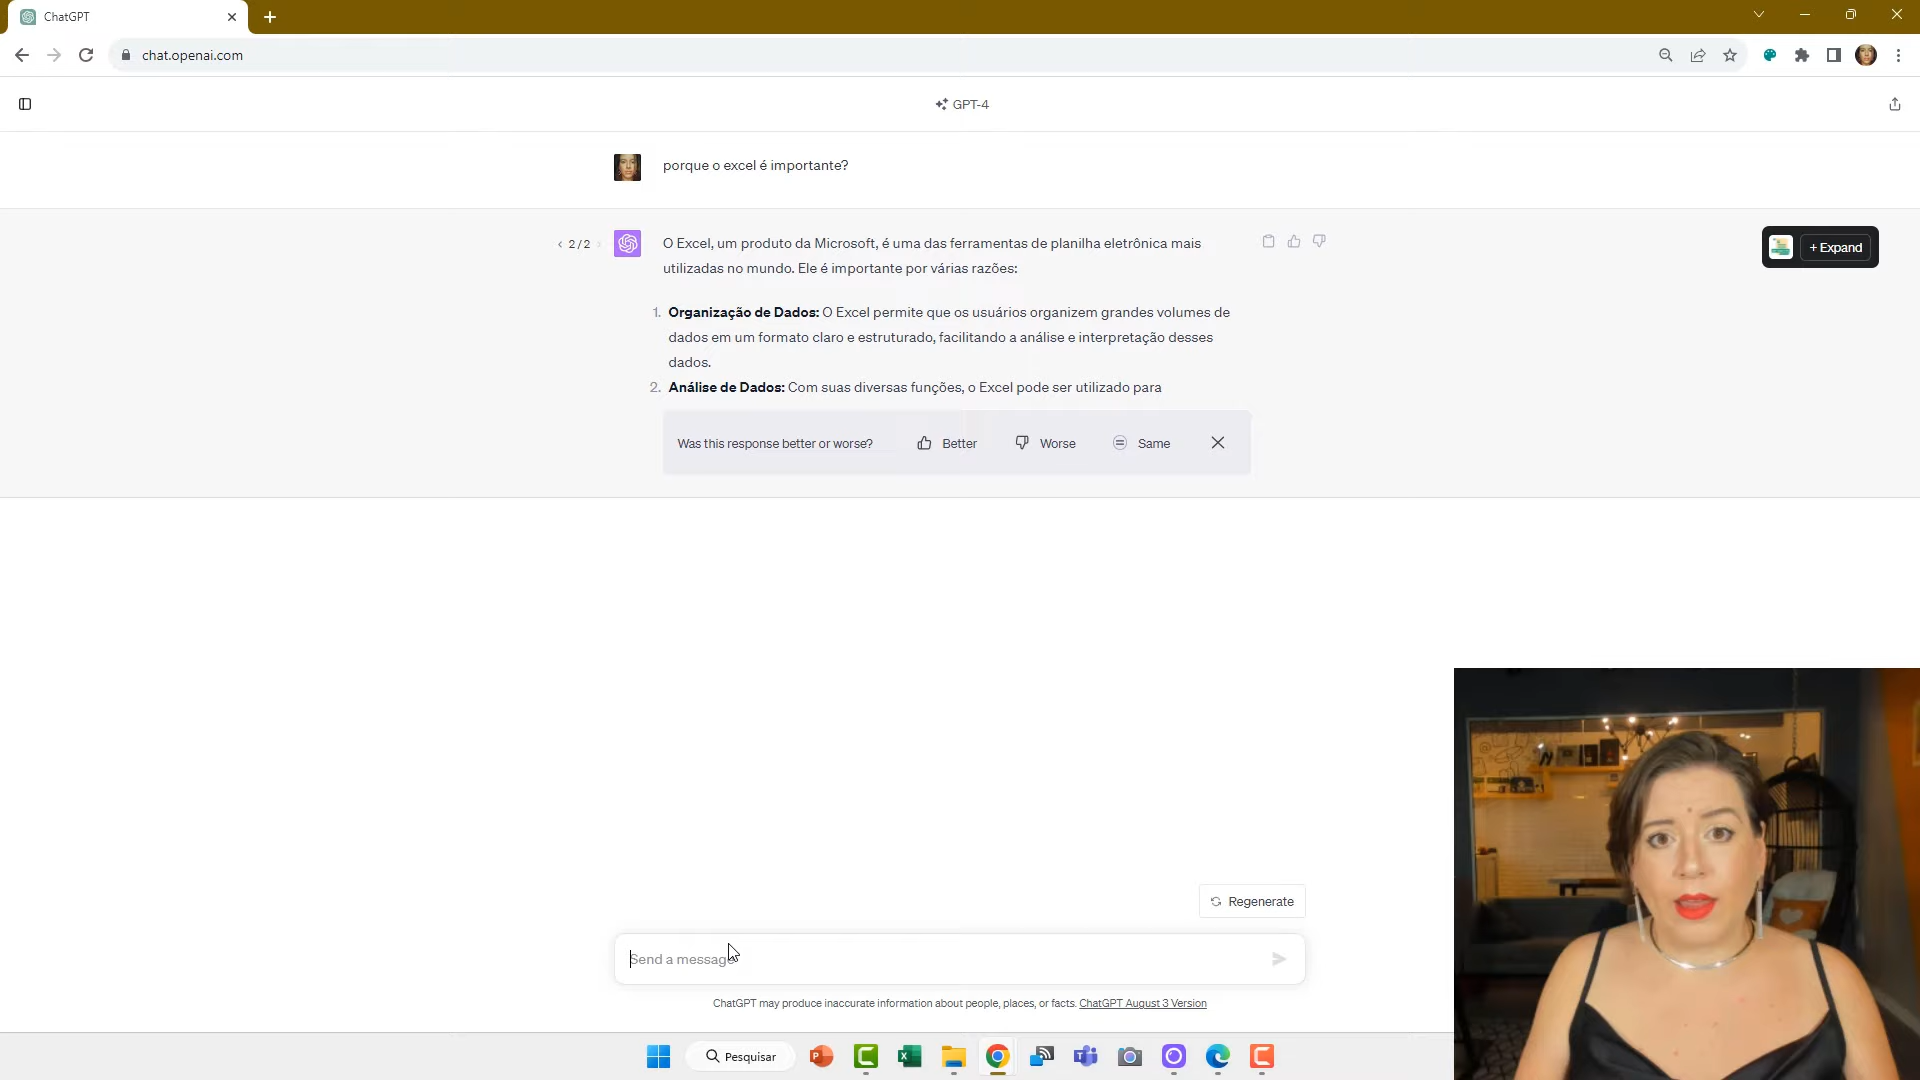 ChatGPT
chat.openai.com
GPT-4
porque o excel é importante?
2 / 2
O Excel, um produto da Microsoft, é uma das ferramentas de planilha eletrônica mais
utilizadas no mundo. Ele é importante por várias razões:
+ Expand
1. Organização de Dados: O Excel permite que os usuários organizem grandes volumes de
dados em um formato claro e estruturado, facilitando a análise e interpretação desses
dados.
2. Análise de Dados: Com suas diversas funções, o Excel pode ser utilizado para
Was this response better or worse? Better Worse Same
Regenerate
Send a message
ChatGPT may produce inaccurate information about people, places, or facts. ChatGPT August 3 Version
Pesquisar